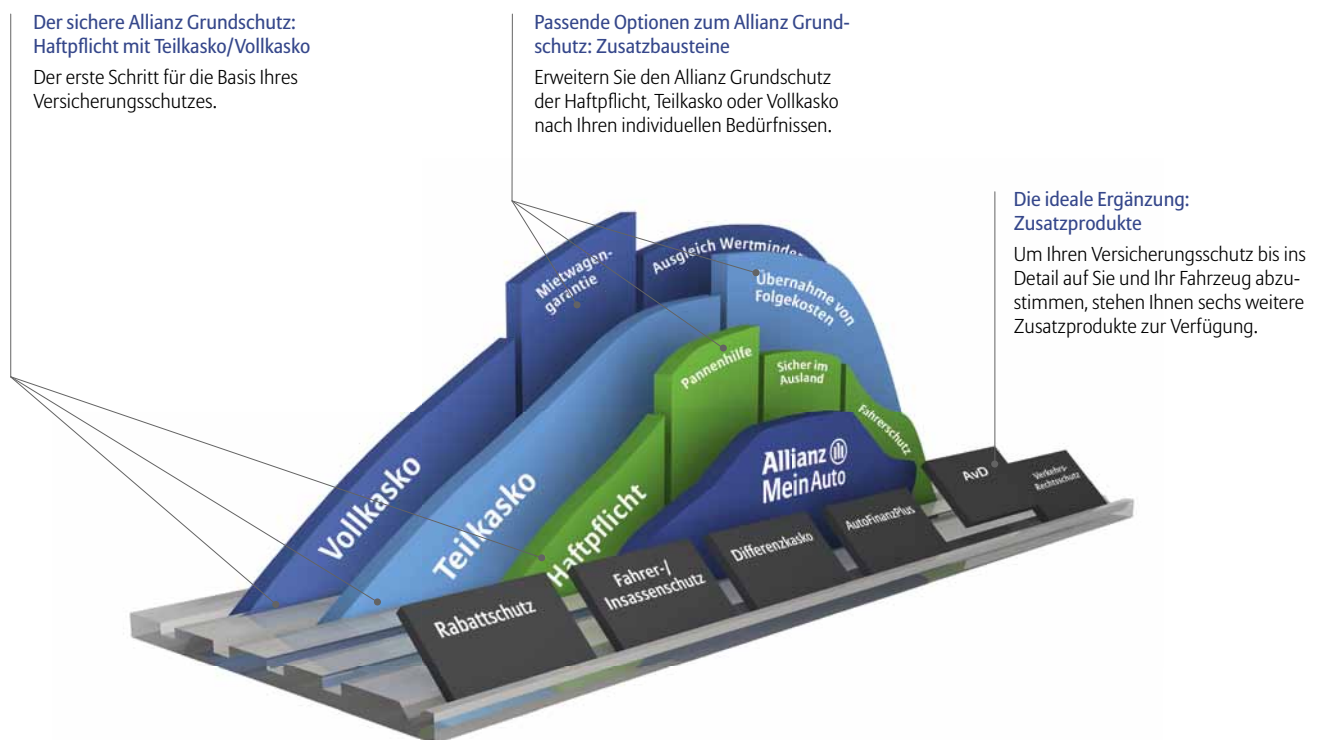 Der sichere Allianz Grundschutz:
Haftpflicht mit Teilkasko/Vollkasko
Der erste Schritt für die Basis Ihres
Versicherungsschutzes.
Passende Optionen zum Allianz Grund-
schutz: Zusatzbausteine
Erweitern Sie den Allianz Grundschutz
der Haftpflicht, Teilkasko oder Vollkasko
nach Ihren individuellen Bedürfnissen.
Die ideale Ergänzung:
Zusatzprodukte
Um Ihren Versicherungsschutz bis ins
Detail auf Sie und Ihr Fahrzeug abzu-
stimmen, stehen Ihnen sechs weitere
Zusatzprodukte zur Verfügung.
Mietwagen-
garantie
Ausgleich Wertminder
Übernahme von
Folgekosten
Pannenhilfe
Sicher im
Ausland
Fahrerschutz
Vollkasko
Teilkasko
Haftpflicht
Allianz
MeinAuto
Rabattschutz
Fahrer-/
Insassenschutz
Differenzkasko
AutoFinanzPlus
AvD
Verkehrs-
Rechtsschutz